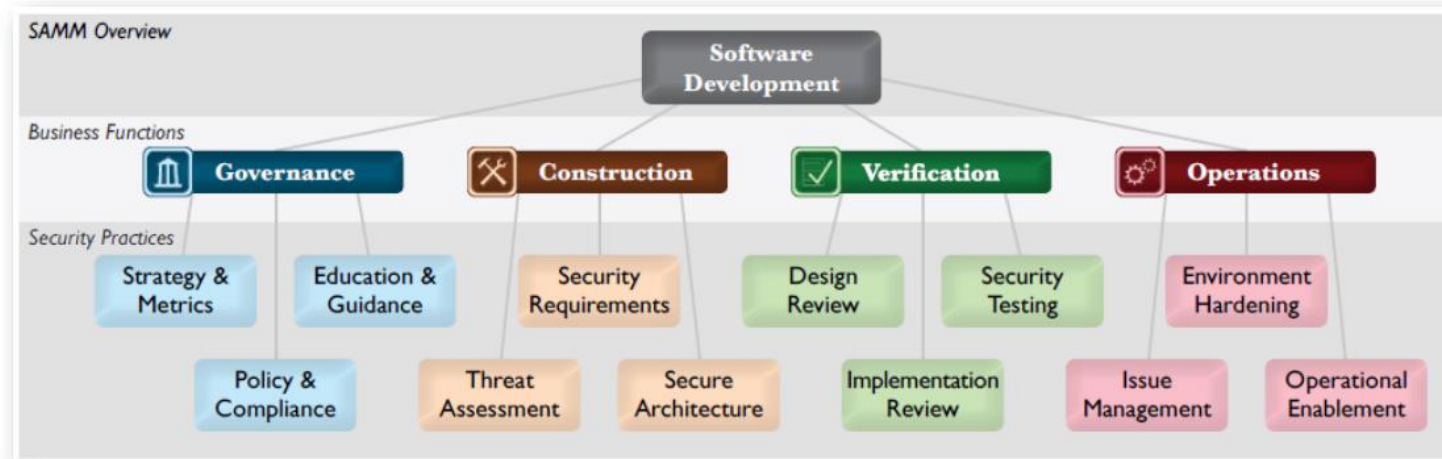 SAMM Overview
Software
Development
Business Functions
Governance
Construction
Verification
Operations
Security Practices
Strategy &
Metrics
Education &
Guidance
Security
Requirements
Design
Review
Security
Testing
Environment
Hardening
Policy &
Compliance
Threat
Assessment
Secure
Architecture
Implementation
Review
Issue
Management
Operational
Enablement